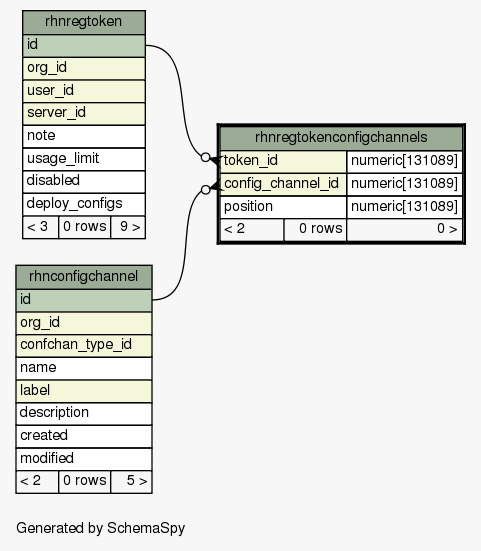 rhnregtoken
id
org_id
user_id
server_id
note
usage_limit
disabled
deploy_configs
< 3 0 rows 9 >
rhnregtokenconfigchannels
token_id numeric[131089]
config_channel_id numeric[131089]
position numeric[131089]
< 2 0 rows 0 >
rhnconfigchannel
id
org_id
confchan_type_id
name
label
description
created
modified
< 2 0 rows 5 >
Generated by SchemaSpy